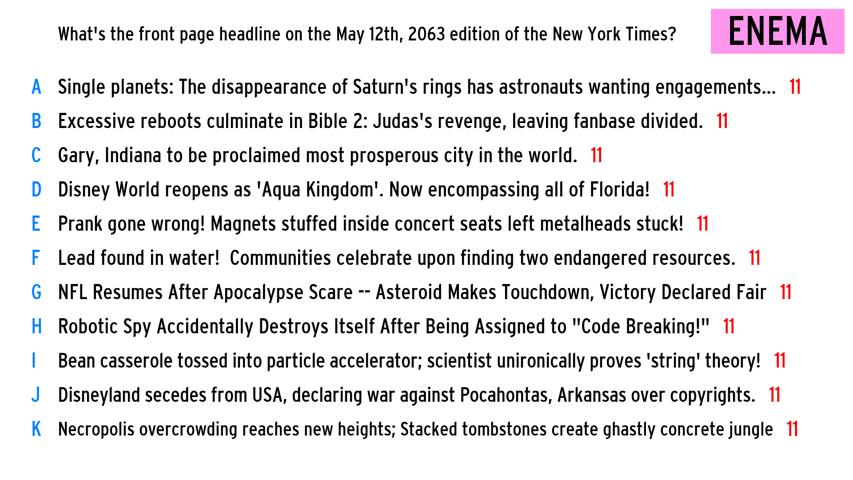 What's the front page headline on the May 12th, 2063 edition of the New York Times?
ENEMA
A Single planets: The disappearance of Saturn's rings has astronauts wanting engagements... 11
B Excessive reboots culminate in Bible 2: Judas's revenge, leaving fanbase divided. 11
C Gary, Indiana to be proclaimed most prosperous city in the world. 11
D Disney World reopens as 'Aqua Kingdom'. Now encompassing all of Florida! 11
E Prank gone wrong! Magnets stuffed inside concert seats left metalheads stuck! 11
F Lead found in water!  Communities celebrate upon finding two endangered resources. 11
G NFL Resumes After Apocalypse Scare -- Asteroid Makes Touchdown, Victory Declared Fair 11
H Robotic Spy Accidentally Destroys Itself After Being Assigned to "Code Breaking!" 11
I Bean casserole tossed into particle accelerator; scientist unironically proves 'string' theory! 11
J Disneyland secedes from USA, declaring war against Pocahontas, Arkansas over copyrights. 11
K Necropolis overcrowding reaches new heights; Stacked tombstones create ghastly concrete jungle 11